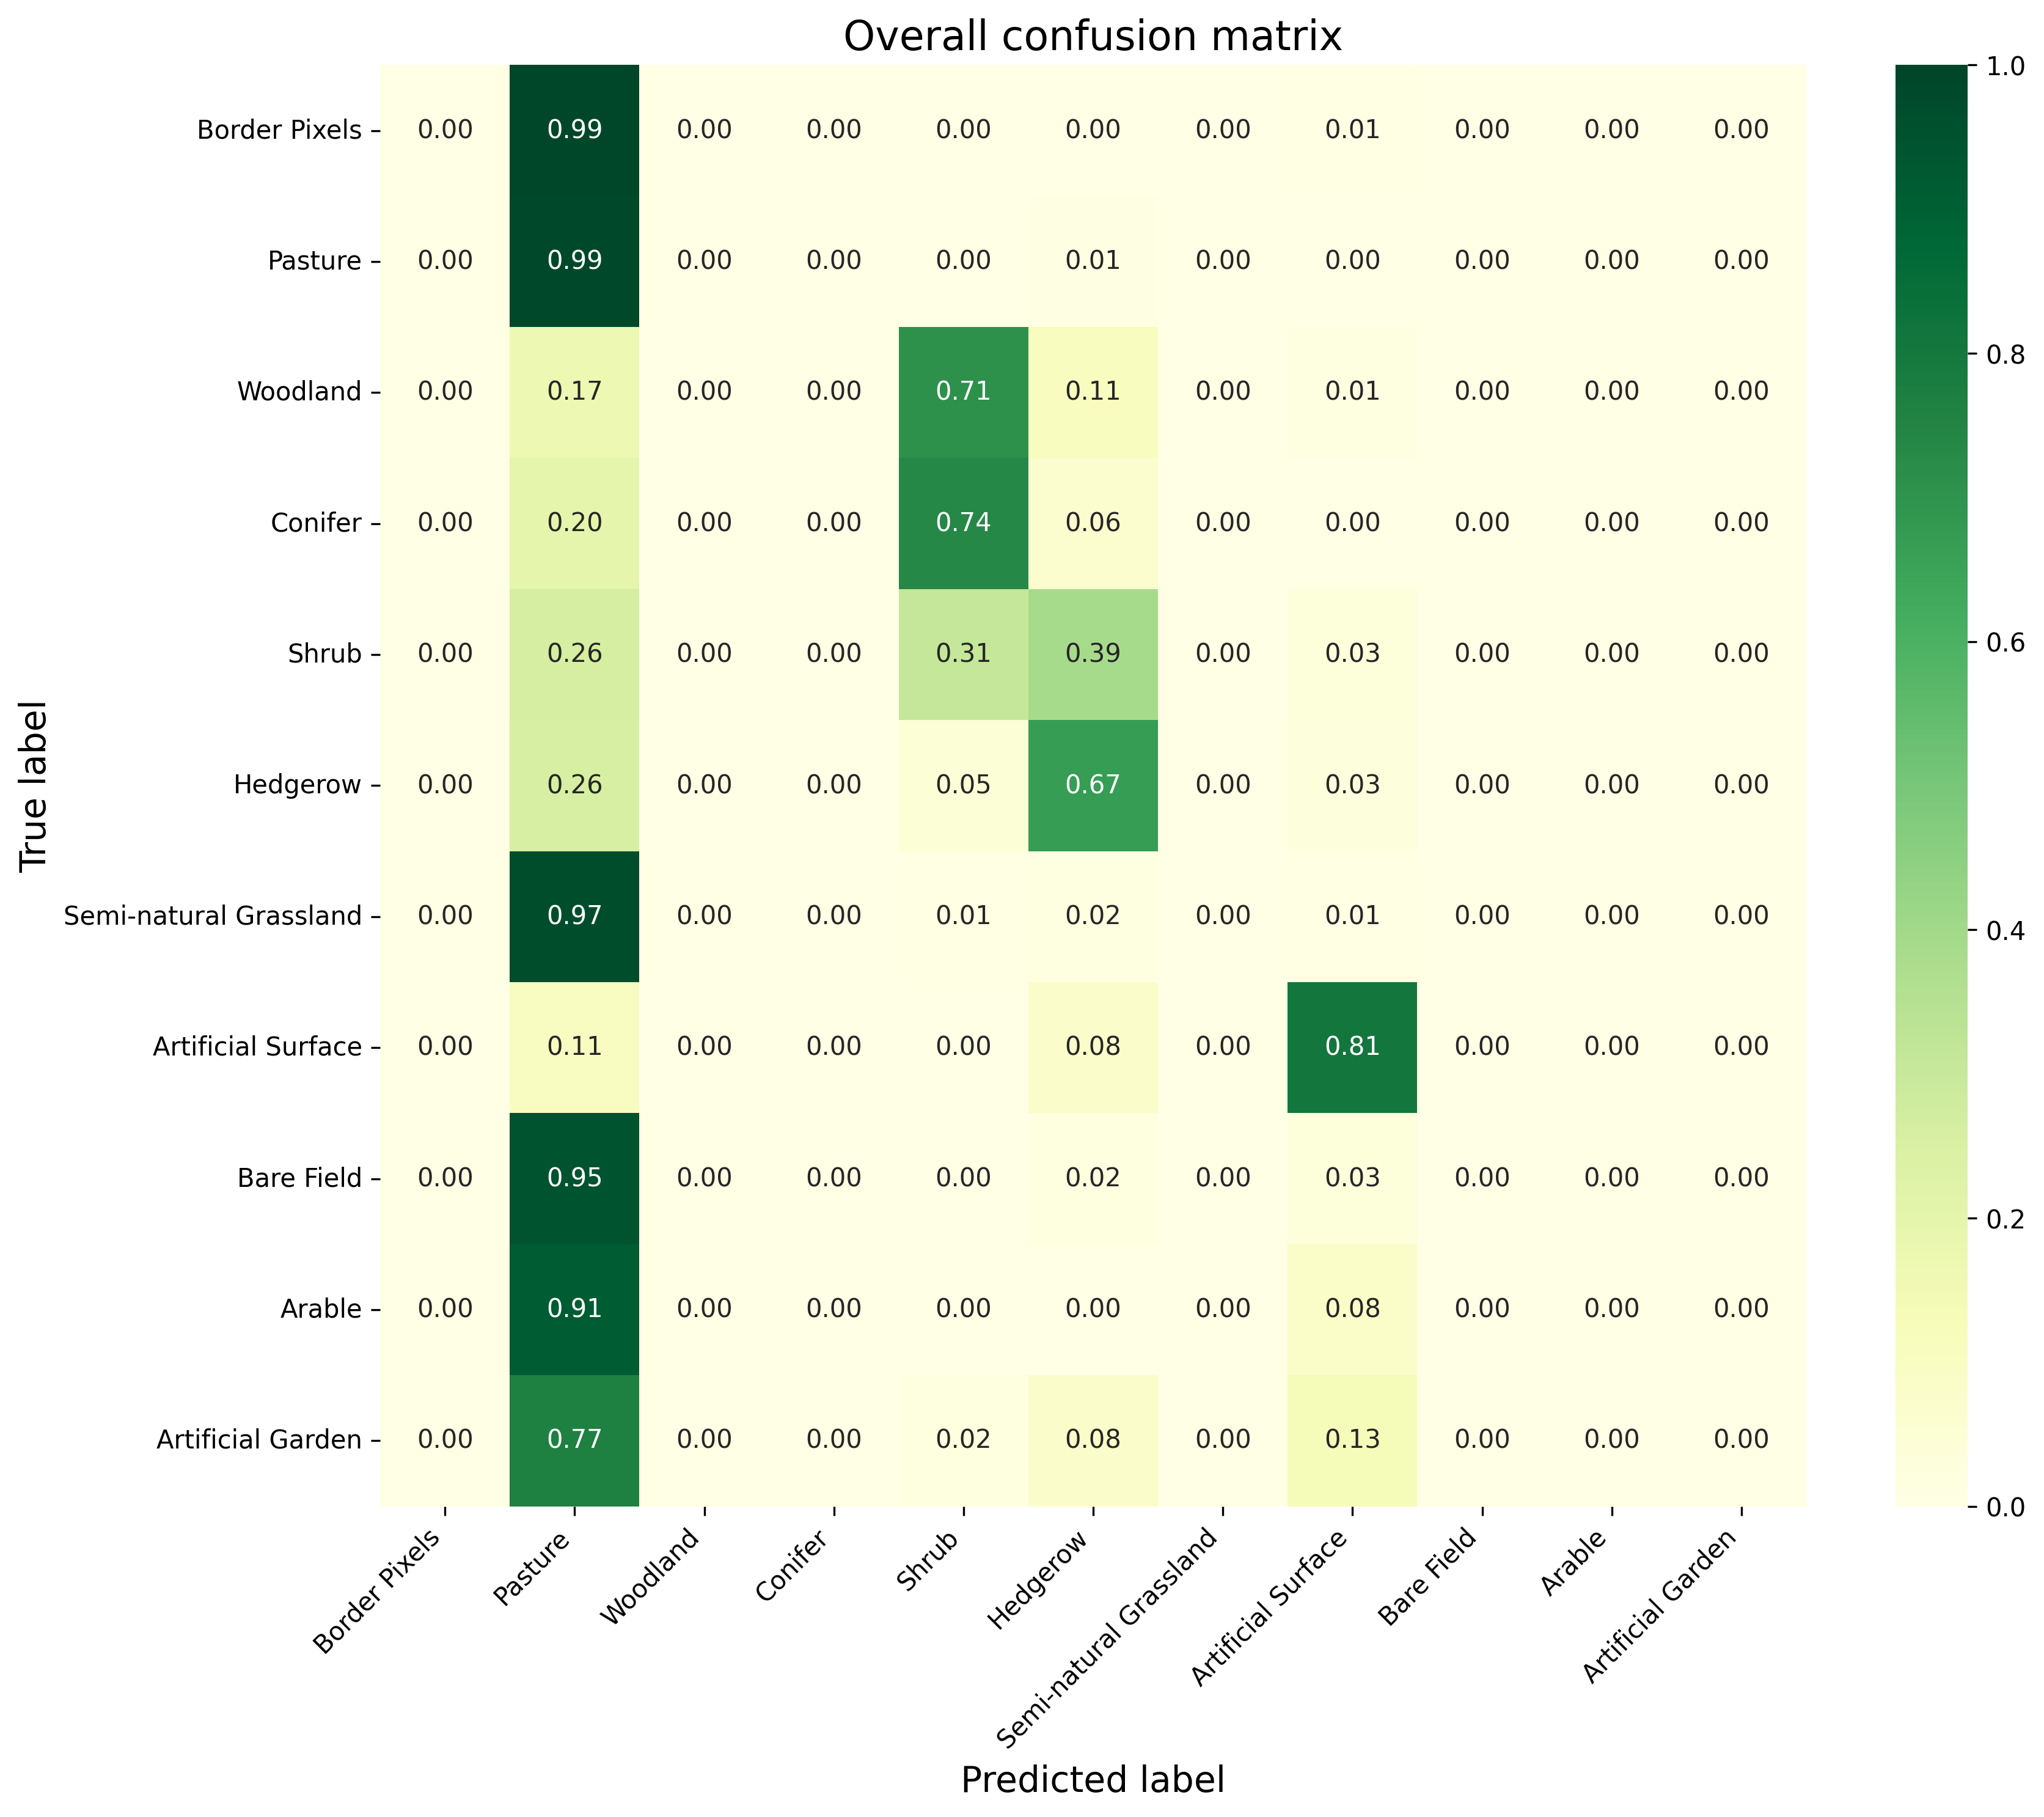 Overall confusion matrix
Border Pixels 0.00 0.99 0.00 0.00 0.00 0.00 0.00 0.01 0.00 0.00 0.00
Pasture 0.00 0.99 0.00 0.00 0.00 0.01 0.00 0.00 0.00 0.00 0.00
Woodland 0.00 0.17 0.00 0.00 0.71 0.11 0.00 0.01 0.00 0.00 0.00
Conifer 0.00 0.20 0.00 0.00 0.74 0.06 0.00 0.00 0.00 0.00 0.00
Shrub 0.00 0.26 0.00 0.00 0.31 0.39 0.00 0.03 0.00 0.00 0.00
Hedgerow 0.00 0.26 0.00 0.00 0.05 0.67 0.00 0.03 0.00 0.00 0.00
Semi-natural Grassland 0.00 0.97 0.00 0.00 0.01 0.02 0.00 0.01 0.00 0.00 0.00
Artificial Surface 0.00 0.11 0.00 0.00 0.00 0.08 0.00 0.81 0.00 0.00 0.00
Bare Field 0.00 0.95 0.00 0.00 0.00 0.02 0.00 0.03 0.00 0.00 0.00
Arable 0.00 0.91 0.00 0.00 0.00 0.00 0.00 0.08 0.00 0.00 0.00
Artificial Garden 0.00 0.77 0.00 0.00 0.02 0.08 0.00 0.13 0.00 0.00 0.00
True label
Border Pixels
Pasture
Woodland
Conifer
Shrub
Hedgerow
Semi-natural Grassland
Artificial Surface
Bare Field
Arable
Artificial Garden
Predicted label
1.0
0.8
0.6
0.4
0.2
0.0